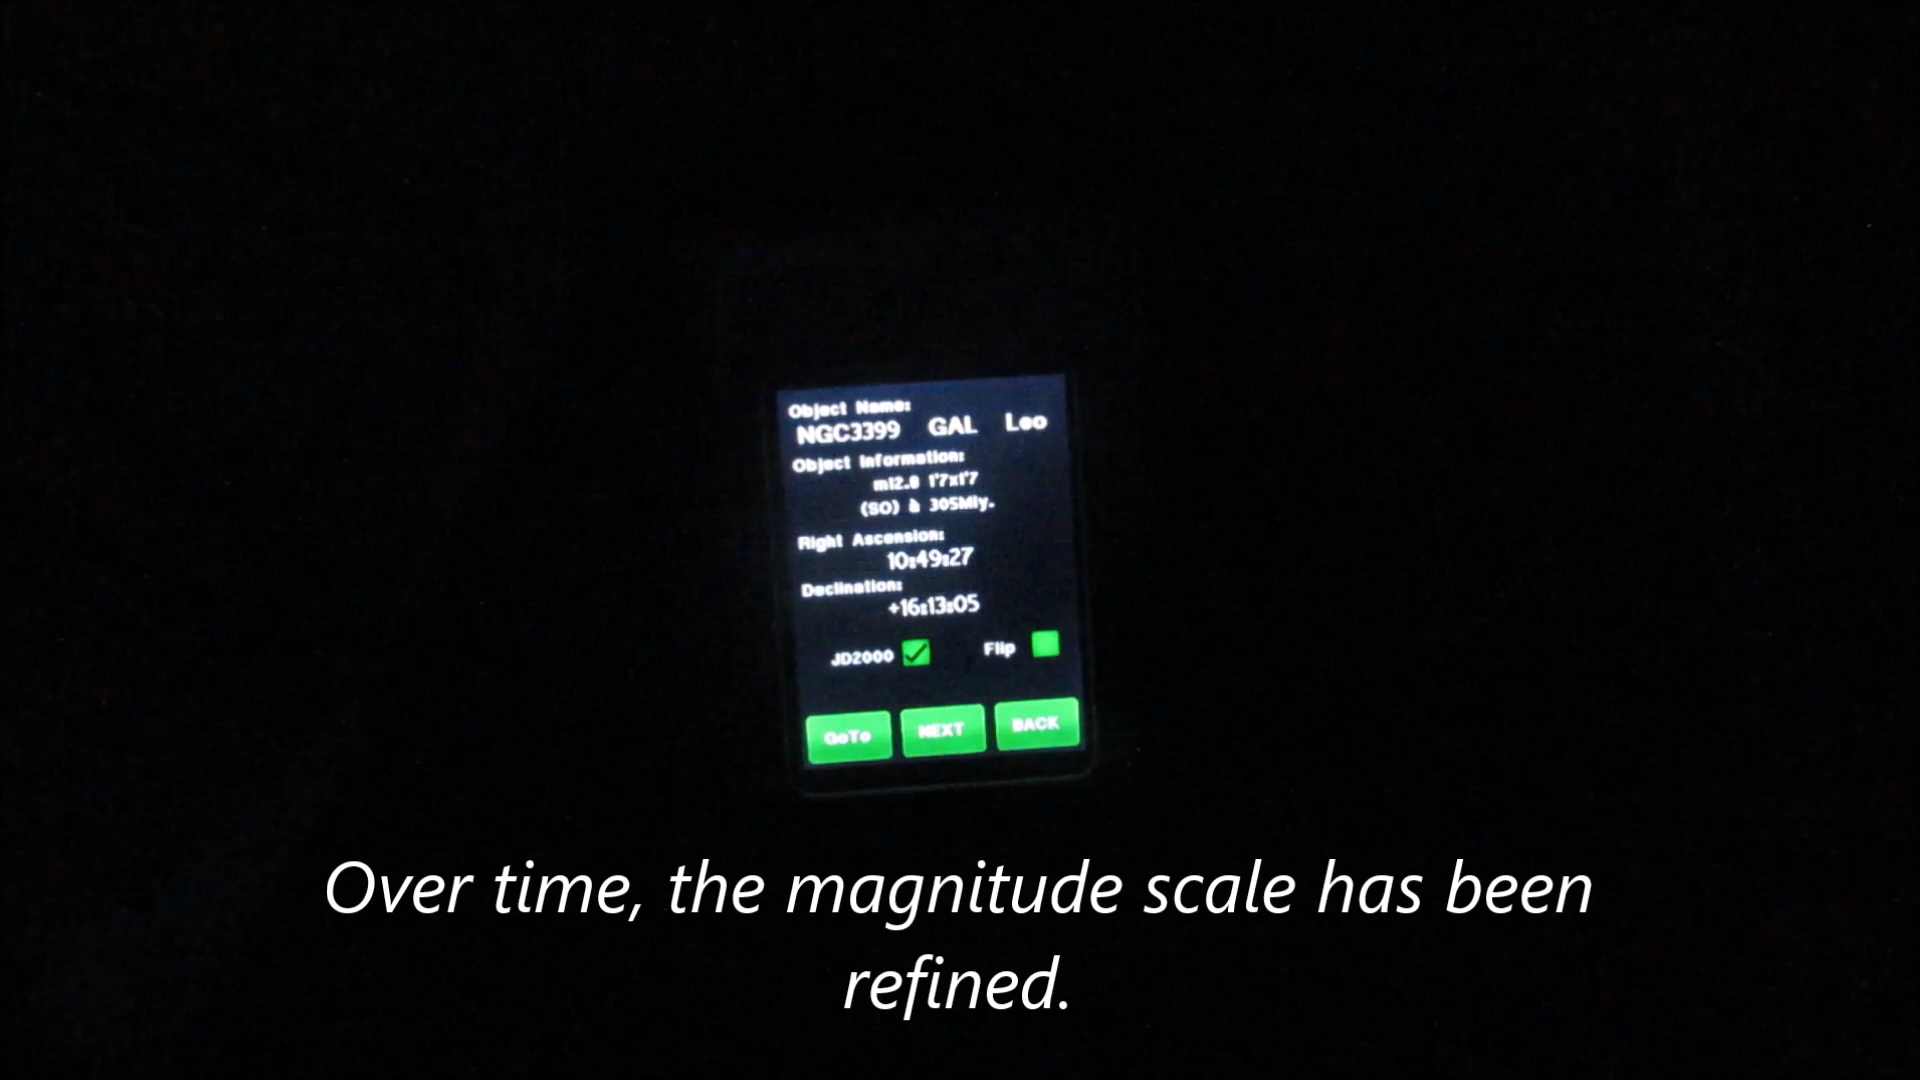 Object Name:
NGC3399 GAL Leo
Object Information:
m12.8 1'7x1'7
(S0) à 305Mly.
Right Ascension:
10:49:27
Declination:
+16:13:05
JD2000 Flip
GoTo NEXT BACK
Over time, the magnitude scale has been
refined.